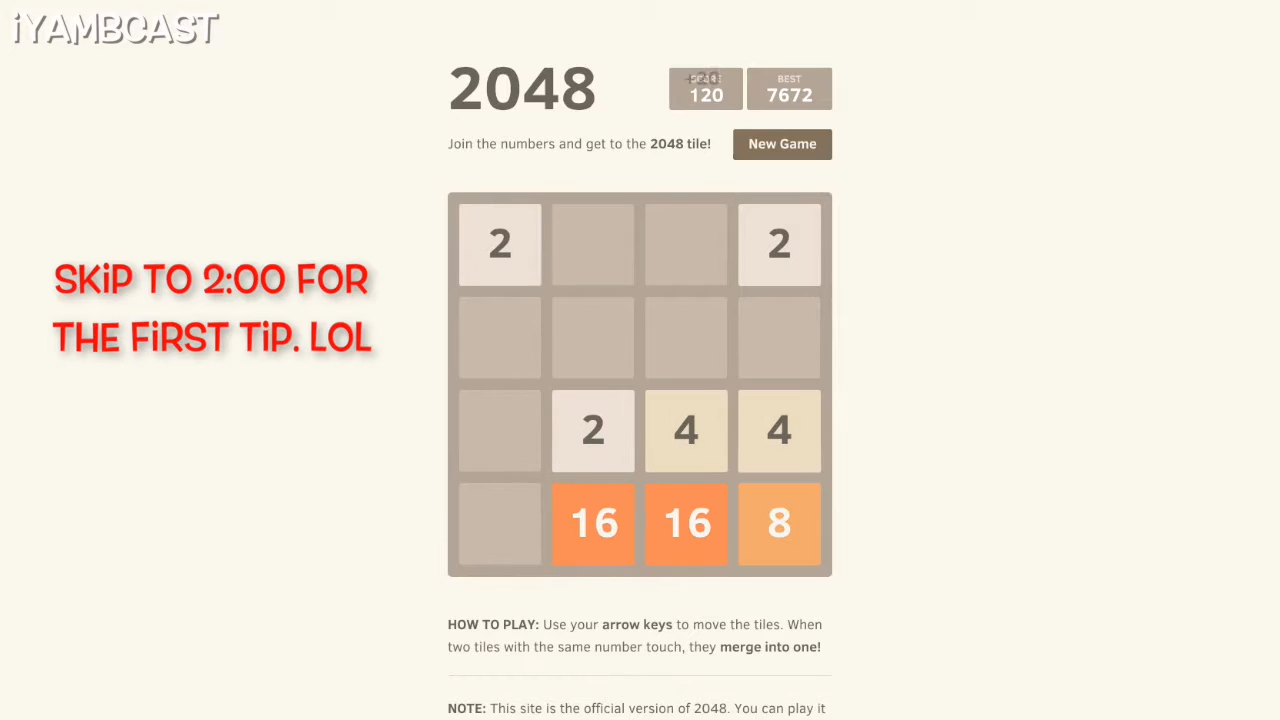 iYAMBCAST
2048
SCORE
120
BEST
7672
Join the numbers and get to the 2048 tile!
New Game
SKiP TO 2:00 FOR
THE FiRST TiP. LOL
2 2
2 4 4
16 16 8
HOW TO PLAY: Use your arrow keys to move the tiles. When
two tiles with the same number touch, they merge into one!
NOTE: This site is the official version of 2048. You can play it